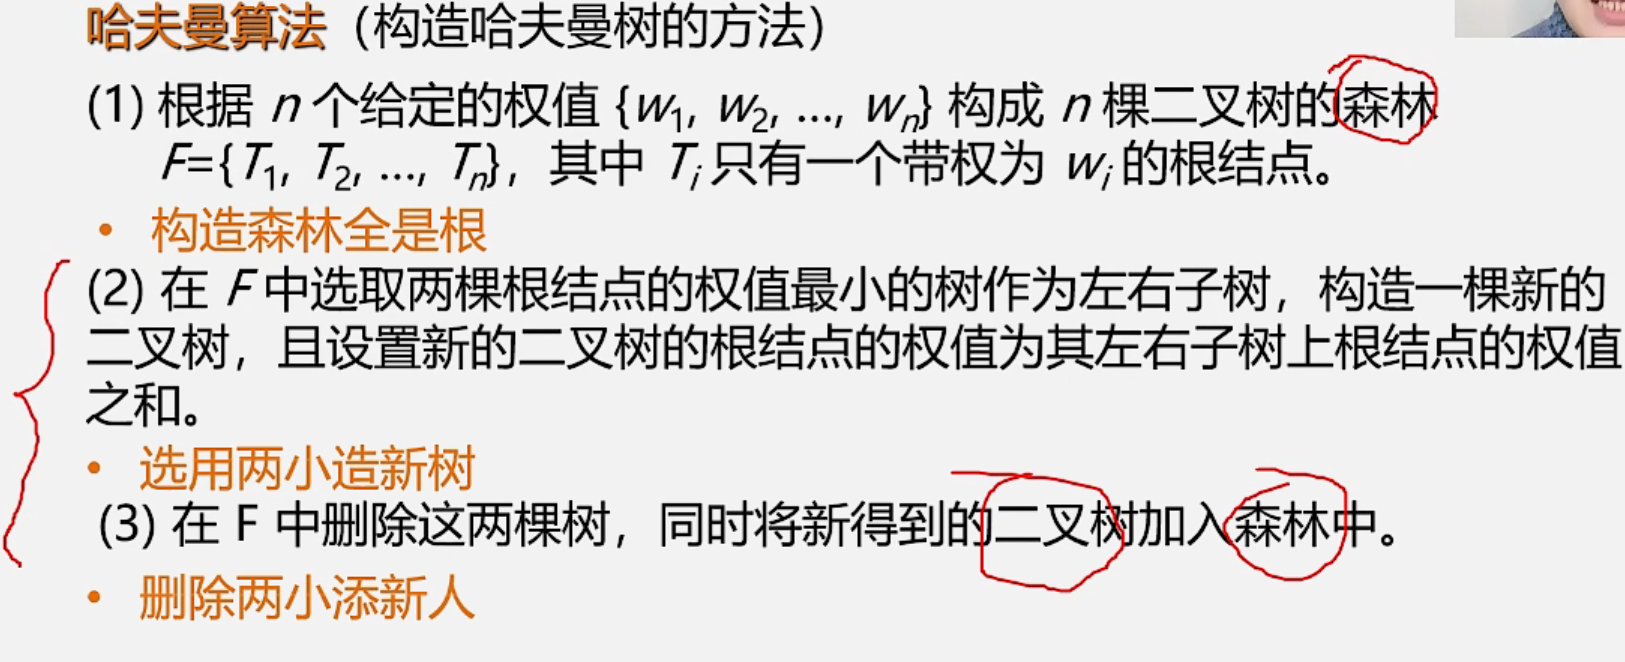 哈夫曼算法（构造哈夫曼树的方法）
(1) 根据 n 个给定的权值 {w1, w2, …, wn} 构成 n 棵二叉树的森林
F={T1, T2, …, Tn}，其中 Ti 只有一个带权为 wi 的根结点。
• 构造森林全是根
(2) 在 F 中选取两棵根结点的权值最小的树作为左右子树，构造一棵新的
二叉树，且设置新的二叉树的根结点的权值为其左右子树上根结点的权值
之和。
• 选用两小造新树
(3) 在 F 中删除这两棵树，同时将新得到的二叉树加入森林中。
• 删除两小添新人